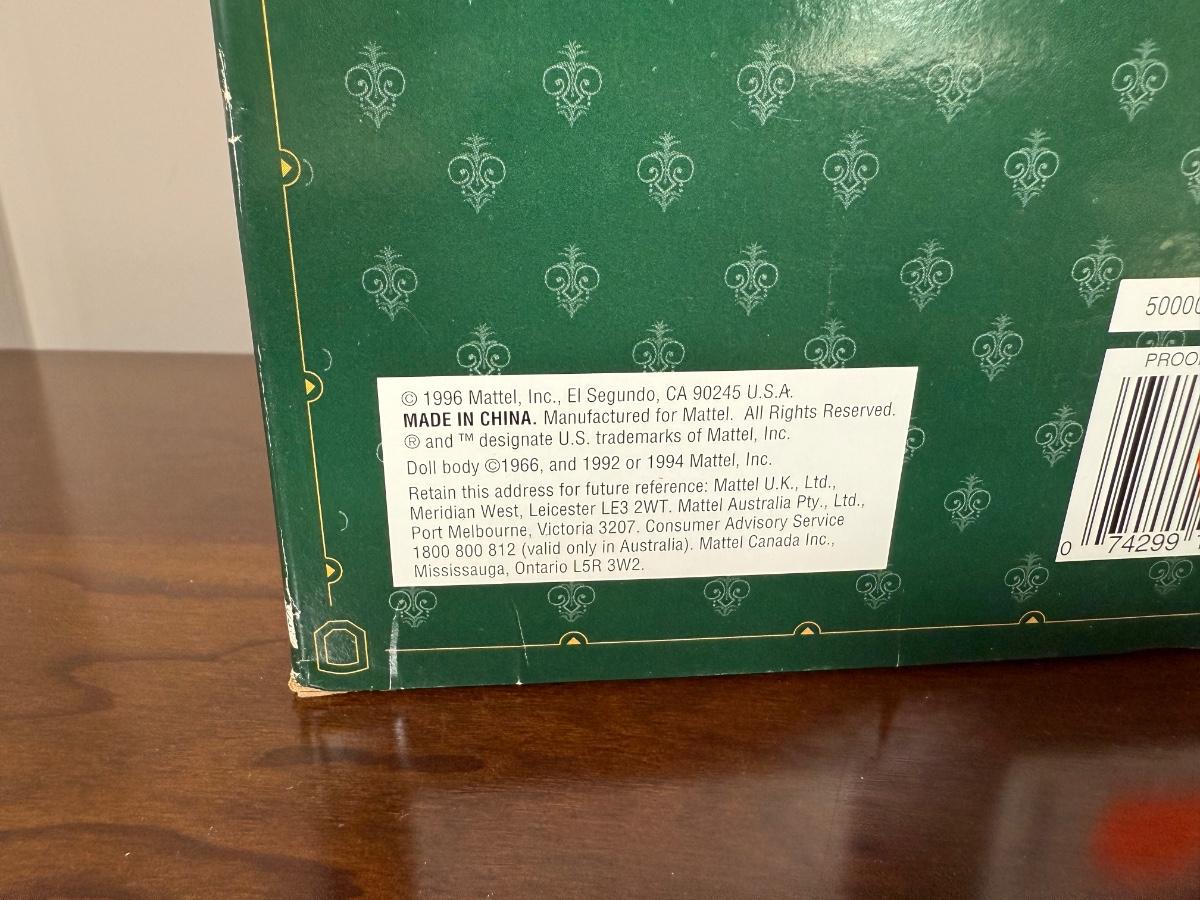 © 1996 Mattel, Inc., El Segundo, CA 90245 U.S.A.
MADE IN CHINA. Manufactured for Mattel. All Rights Reserved.
® and ™ designate U.S. trademarks of Mattel, Inc.
Doll body ©1966, and 1992 or 1994 Mattel, Inc.
Retain this address for future reference: Mattel U.K., Ltd.,
Meridian West, Leicester LE3 2WT. Mattel Australia Pty., Ltd.,
Port Melbourne, Victoria 3207. Consumer Advisory Service
1800 800 812 (valid only in Australia). Mattel Canada Inc.,
Mississauga, Ontario L5R 3W2.
5000
PROO
0 74299